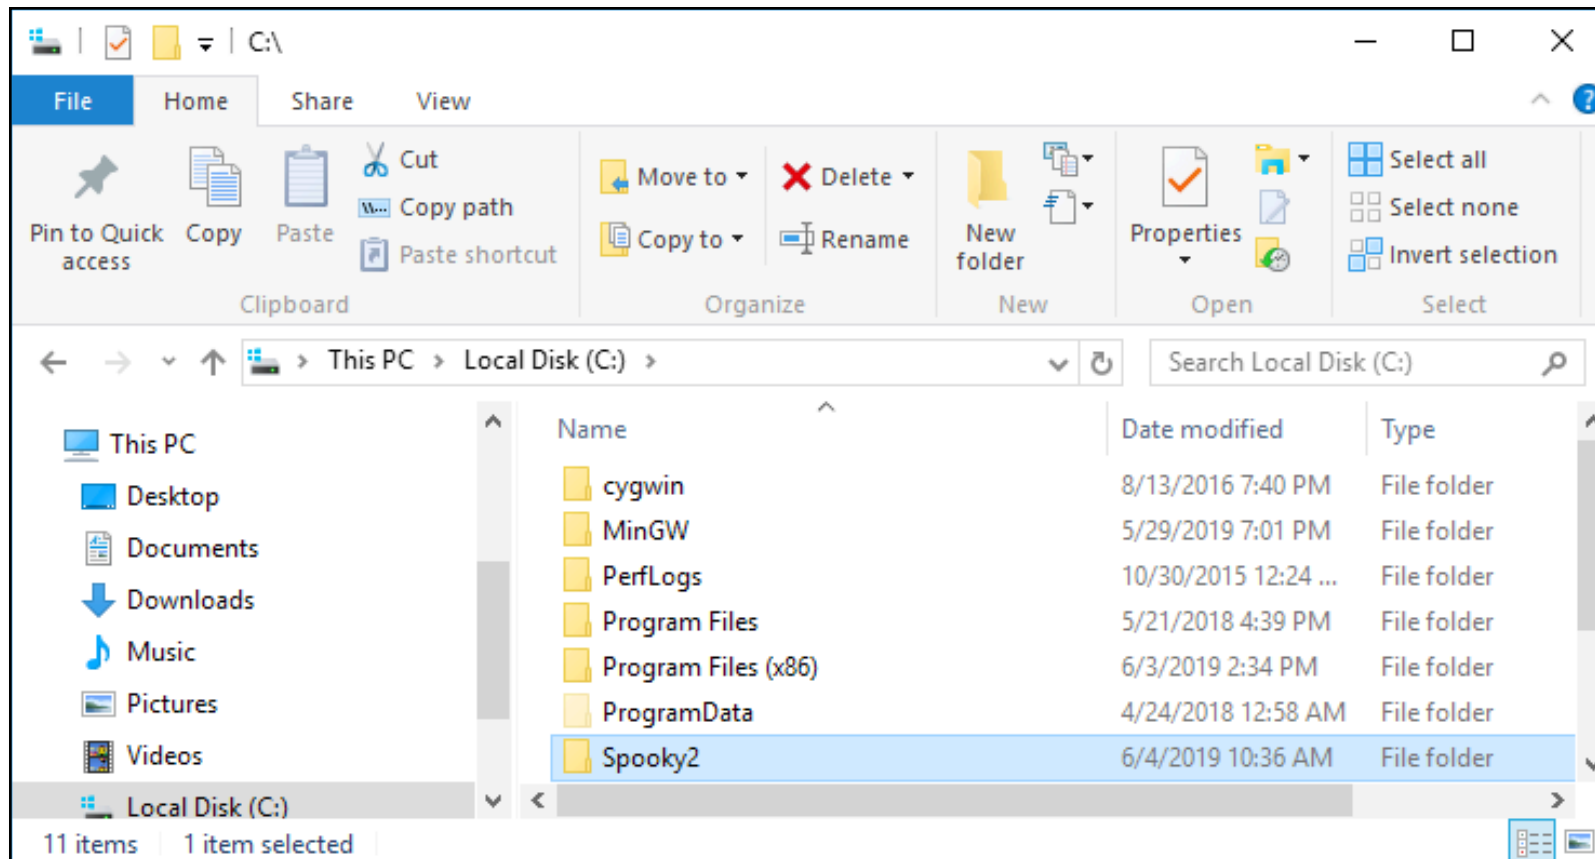 C:\
File Home Share View
Pin to Quick access
Copy
Paste
Cut
Copy path
Paste shortcut
Clipboard
Move to
Copy to
Delete
Rename
Organize
New folder
New
Properties
Open
Select all
Select none
Invert selection
Select
This PC > Local Disk (C:) >
Search Local Disk (C:)
This PC
Desktop
Documents
Downloads
Music
Pictures
Videos
Local Disk (C:)
Name Date modified Type
cygwin 8/13/2016 7:40 PM File folder
MinGW 5/29/2019 7:01 PM File folder
PerfLogs 10/30/2015 12:24 ... File folder
Program Files 5/21/2018 4:39 PM File folder
Program Files (x86) 6/3/2019 2:34 PM File folder
ProgramData 4/24/2018 12:58 AM File folder
Spooky2 6/4/2019 10:36 AM File folder
11 items 1 item selected